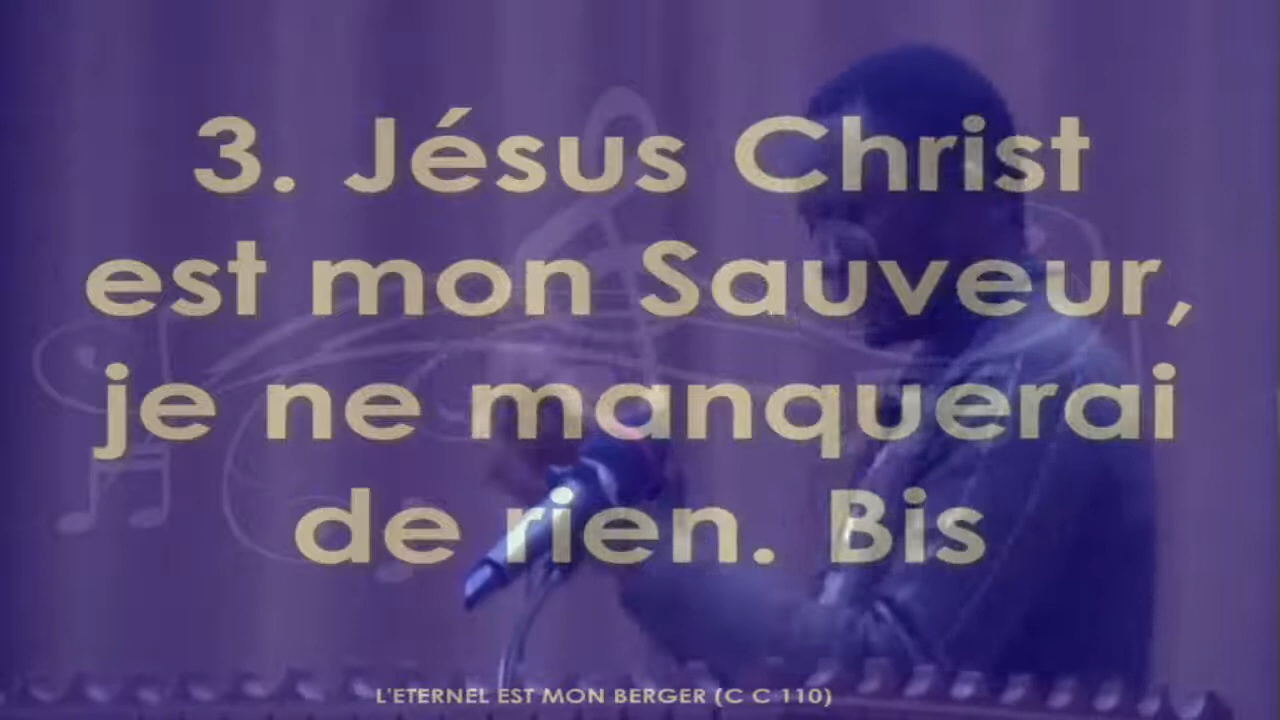 3. Jésus Christ
est mon Sauveur,
je ne manquerai
de rien. Bis
L'ETERNEL EST MON BERGER (C C 110)